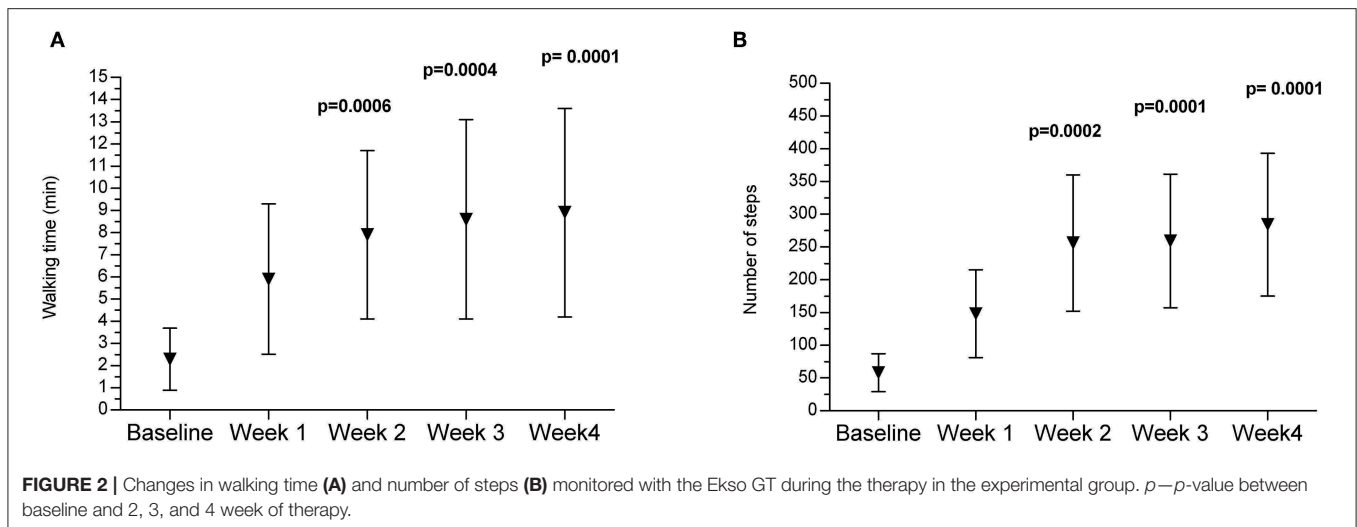 A
p=0.0006
p=0.0004
p= 0.0001
15
14
13
12
11
10
9
8
7
6
5
4
3
2
1
0
Walking time (min)
Baseline Week 1 Week 2 Week 3 Week4
B
p=0.0002
p=0.0001
p= 0.0001
500
450
400
350
300
250
200
150
100
50
0
Number of steps
Baseline Week 1 Week 2 Week 3 Week4
FIGURE 2 | Changes in walking time (A) and number of steps (B) monitored with the Ekso GT during the therapy in the experimental group. p—p-value between
baseline and 2, 3, and 4 week of therapy.